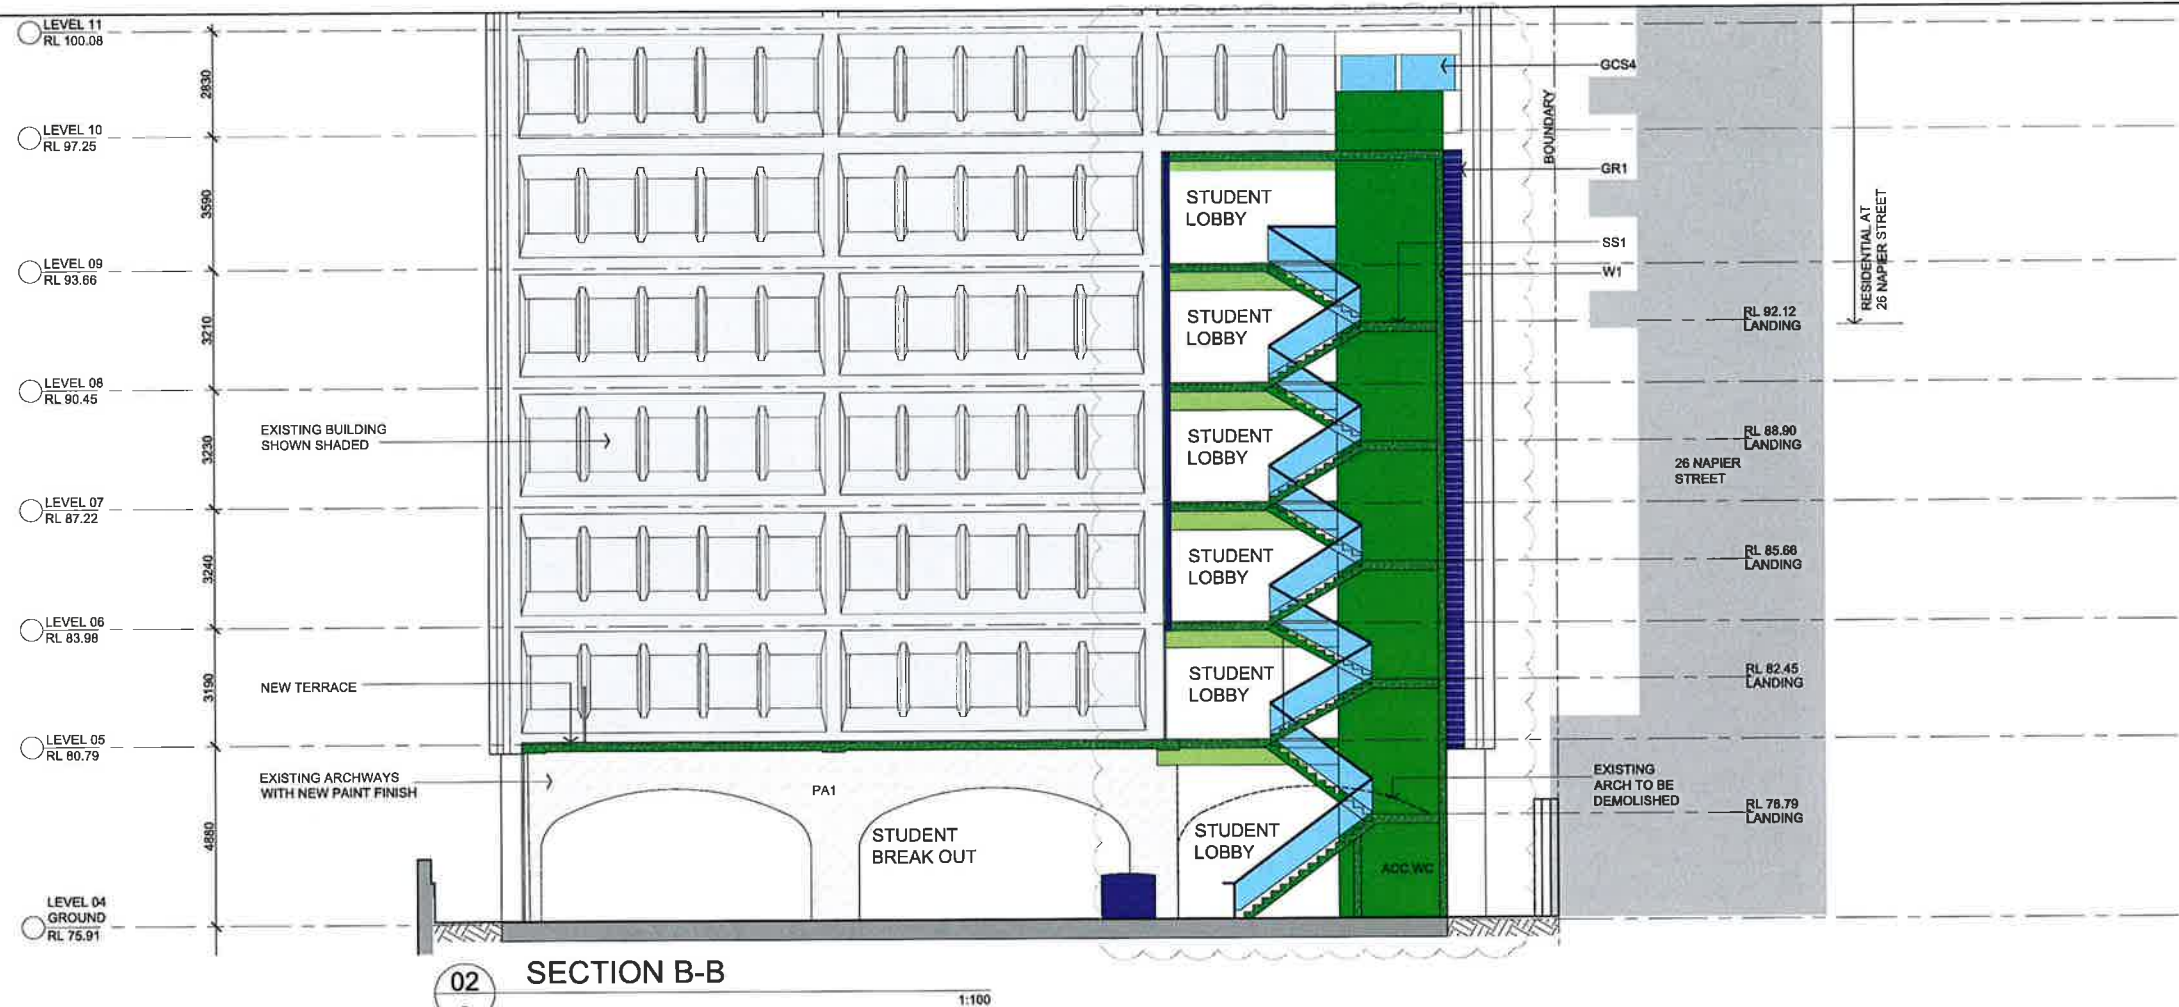 LEVEL 11
RL 100.08
2830
LEVEL 10
RL 97.25
3590
LEVEL 09
RL 93.66
3210
LEVEL 08
RL 90.45
3230
LEVEL 07
RL 87.22
3240
LEVEL 06
RL 83.98
3190
LEVEL 05
RL 80.79
4880
LEVEL 04
GROUND
RL 75.91
EXISTING BUILDING
SHOWN SHADED
NEW TERRACE
EXISTING ARCHWAYS
WITH NEW PAINT FINISH
PA1
STUDENT
BREAK OUT
STUDENT
LOBBY
STUDENT
LOBBY
STUDENT
LOBBY
STUDENT
LOBBY
STUDENT
LOBBY
STUDENT
LOBBY
ACC.WC
GCS4
BOUNDARY
GR1
SS1
W1
RESIDENTIAL AT
26 NAPIER STREET
RL 92.12
LANDING
RL 88.90
LANDING
26 NAPIER
STREET
RL 85.66
LANDING
RL 82.45
LANDING
EXISTING
ARCH TO BE
DEMOLISHED
RL 78.79
LANDING
02
SECTION B-B
1:100